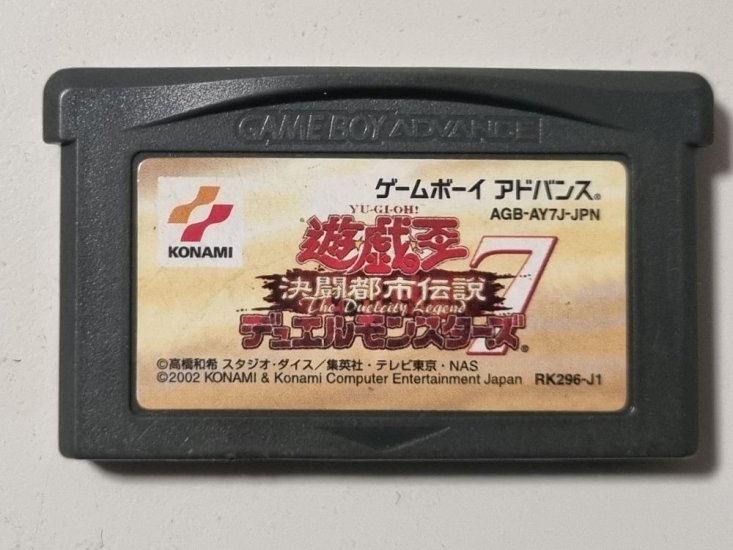 GAME BOY ADVANCE
KONAMI
ゲームボーイ アドバンス®
AGB-AY7J-JPN
YU-GI-OH!
遊☆戯☆王
7
決闘都市伝説
The Duelcity Legend
デュエルモンスターズ®
©高橋和希 スタジオ・ダイス／集英社・テレビ東京・NAS
©2002 KONAMI & Konami Computer Entertainment Japan
RK296-J1